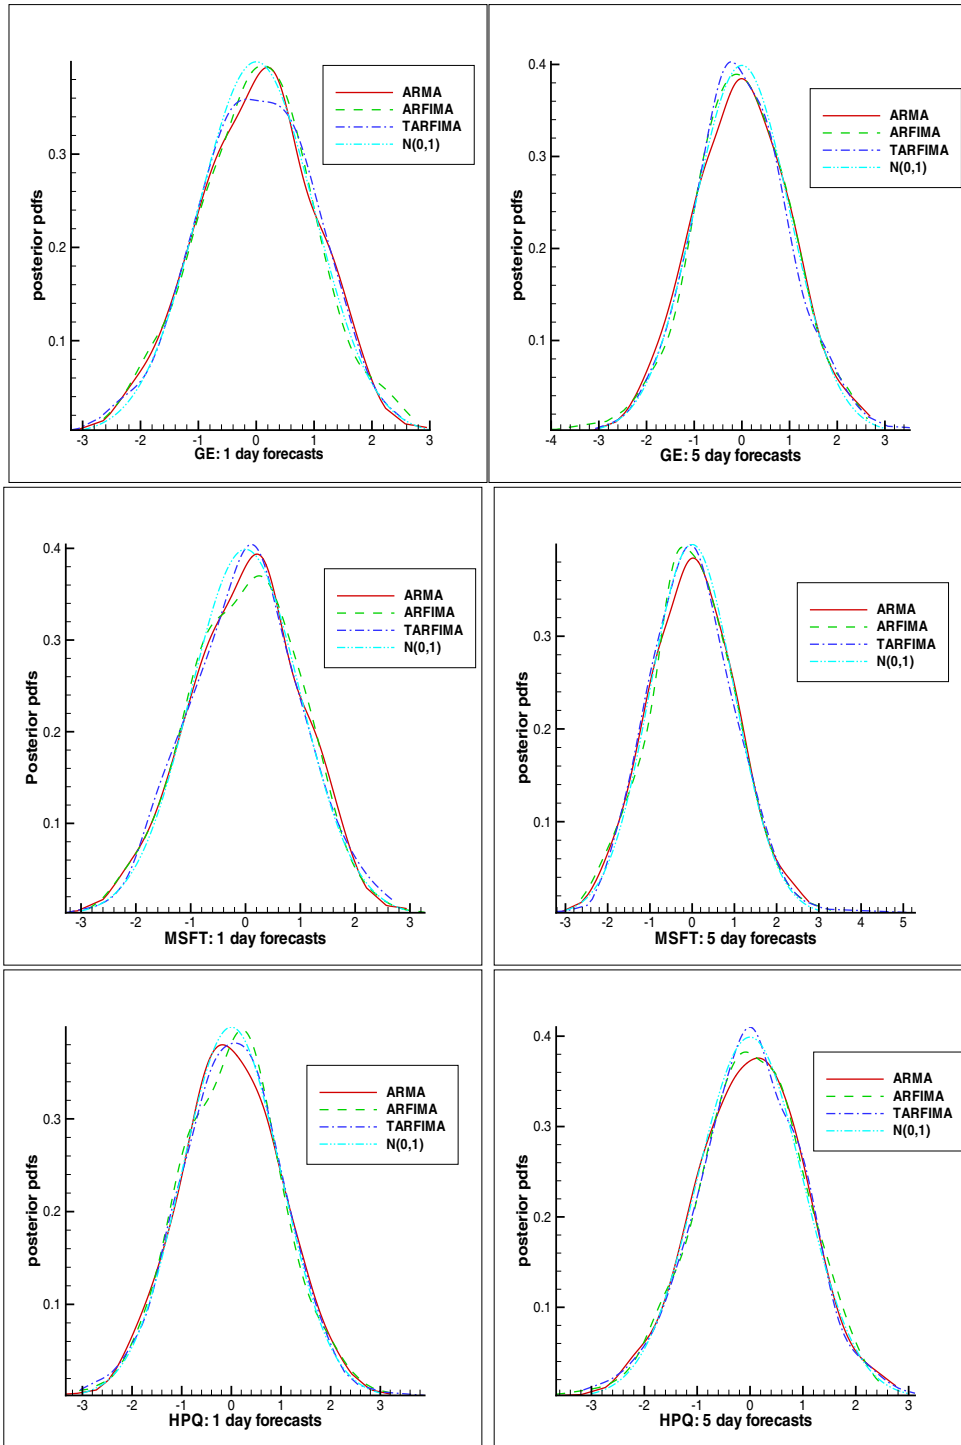 posterior pdfs
0.3
0.2
0.1
-3 -2 -1 0 1 2 3
GE: 1 day forecasts
ARMA
ARFIMA
TARFIMA
N(0,1)
posterior pdfs
0.4
0.3
0.2
0.1
-4 -3 -2 -1 0 1 2 3
GE: 5 day forecasts
ARMA
ARFIMA
TARFIMA
N(0,1)
Posterior pdfs
0.4
0.3
0.2
0.1
-3 -2 -1 0 1 2 3
MSFT: 1 day forecasts
ARMA
ARFIMA
TARFIMA
N(0,1)
posterior pdfs
0.3
0.2
0.1
-3 -2 -1 0 1 2 3 4 5
MSFT: 5 day forecasts
ARMA
ARFIMA
TARFIMA
N(0,1)
posterior pdfs
0.3
0.2
0.1
-3 -2 -1 0 1 2 3
HPQ: 1 day forecasts
ARMA
ARFIMA
TARFIMA
N(0,1)
posterior pdfs
0.4
0.3
0.2
0.1
-3 -2 -1 0 1 2 3
HPQ: 5 day forecasts
ARMA
ARFIMA
TARFIMA
N(0,1)